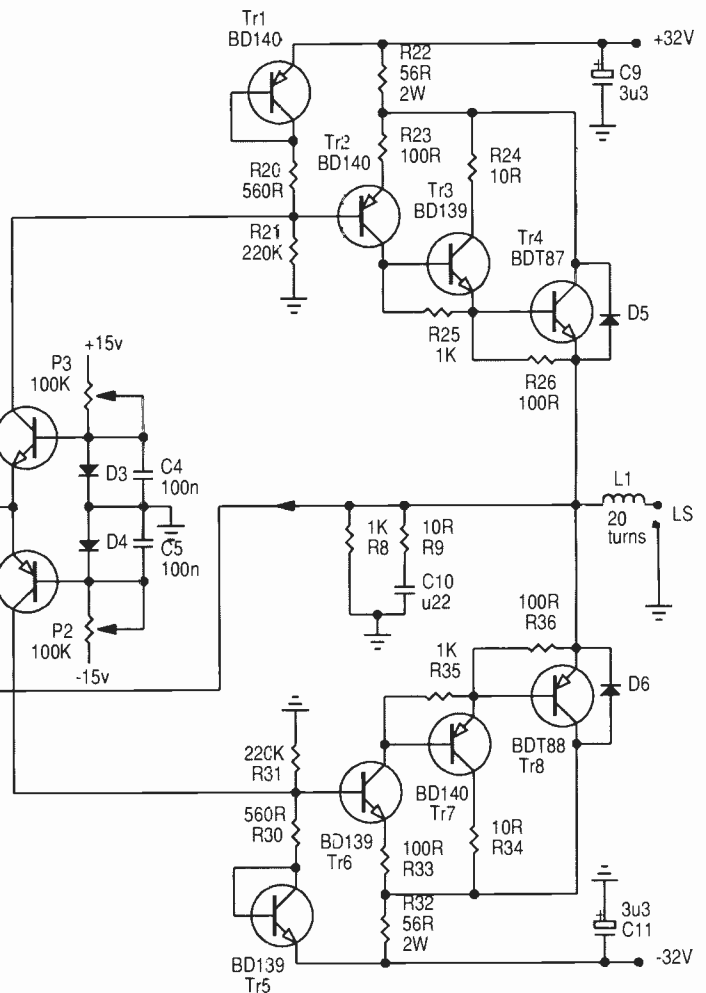 Tr1
BD140
+32V
R22
56R
2W
C9
3u3
Tr2
BD140
R23
100R
R24
10R
R20
560R
Tr3
BD139
R21
220K
Tr4
BDT87
D5
R25
1K
R26
100R
+15v
P3
100K
D3
C4
100n
L1
20
turns
LS
1K
R8
10R
R9
D4
C5
100n
C10
u22
P2
100K
-15v
100R
R36
1K
R35
D6
BDT88
Tr8
220K
R31
BD140
Tr7
560R
R30
BD139
Tr6
100R
R33
10R
R34
R32
56R
2W
3u3
C11
BD139
Tr5
-32V